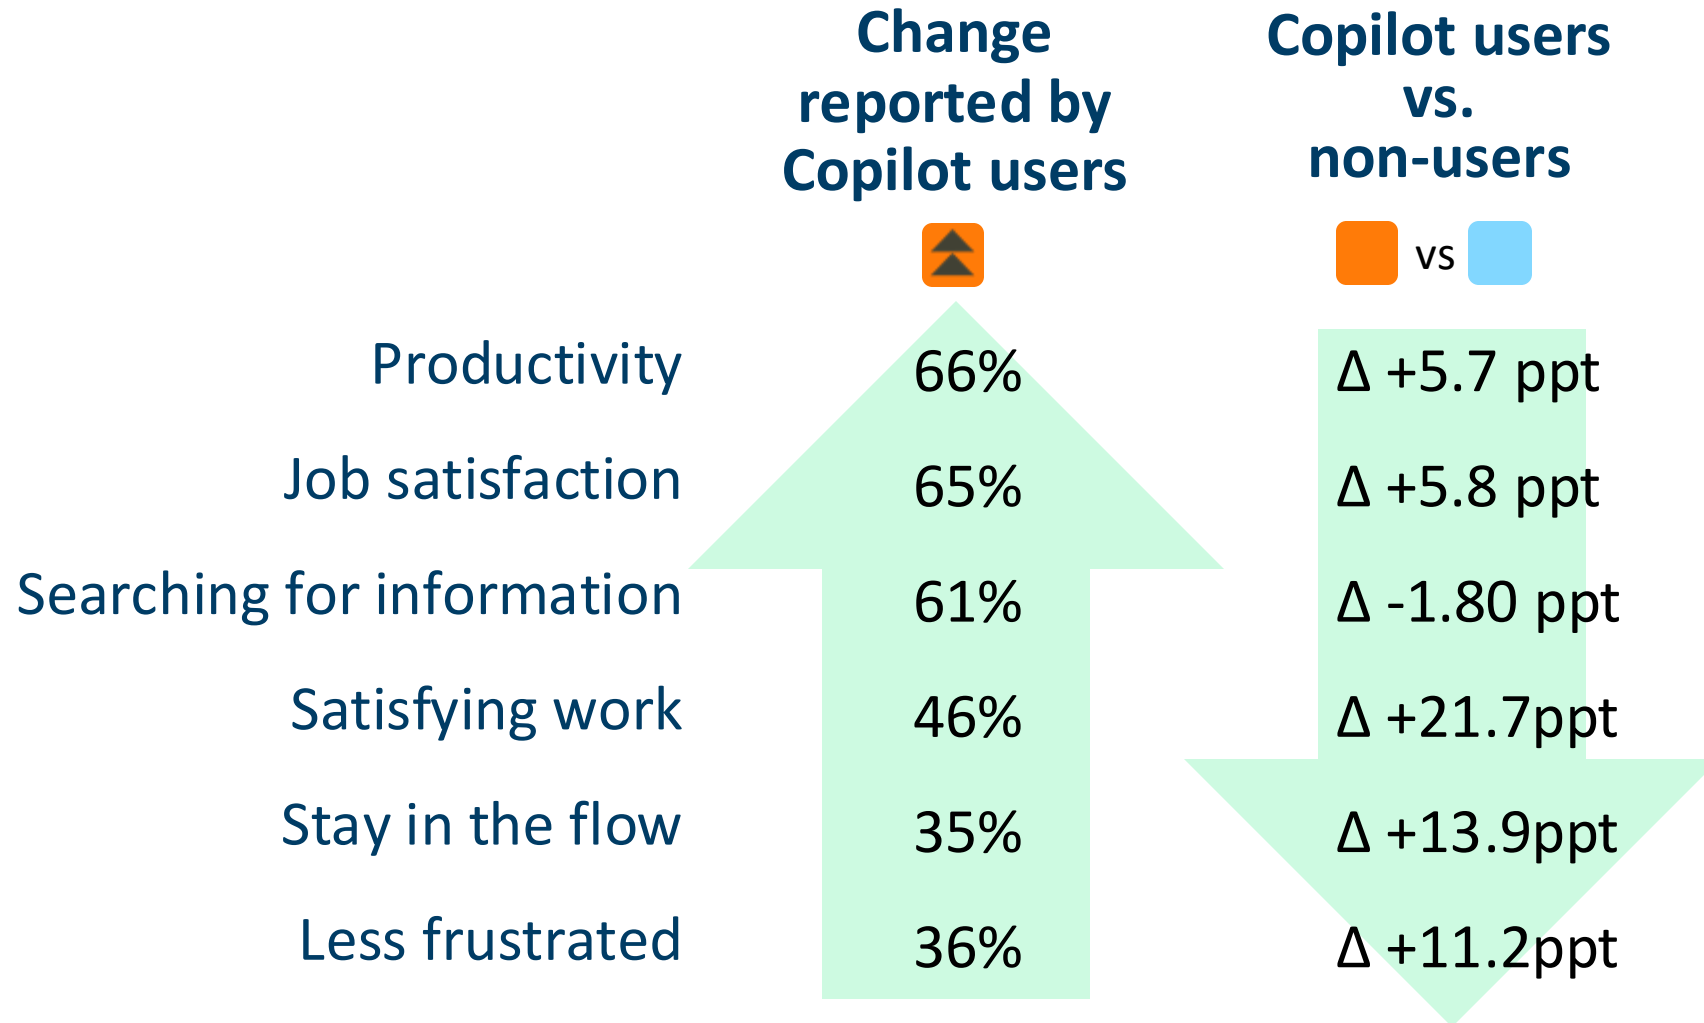 Change
reported by
Copilot users
Copilot users
vs.
non-users
vs
Productivity 66% Δ +5.7 ppt
Job satisfaction 65% Δ +5.8 ppt
Searching for information 61% Δ -1.80 ppt
Satisfying work 46% Δ +21.7ppt
Stay in the flow 35% Δ +13.9ppt
Less frustrated 36% Δ +11.2ppt